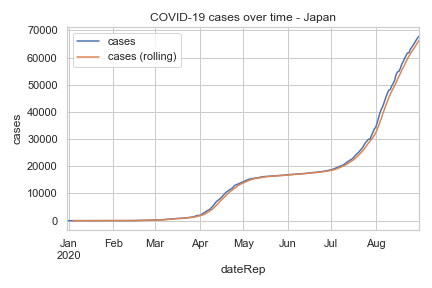 COVID-19 cases over time - Japan
cases
cases (rolling)
70000
60000
50000
40000
30000
20000
10000
0
cases
Jan Feb Mar Apr May Jun Jul Aug
2020
dateRep